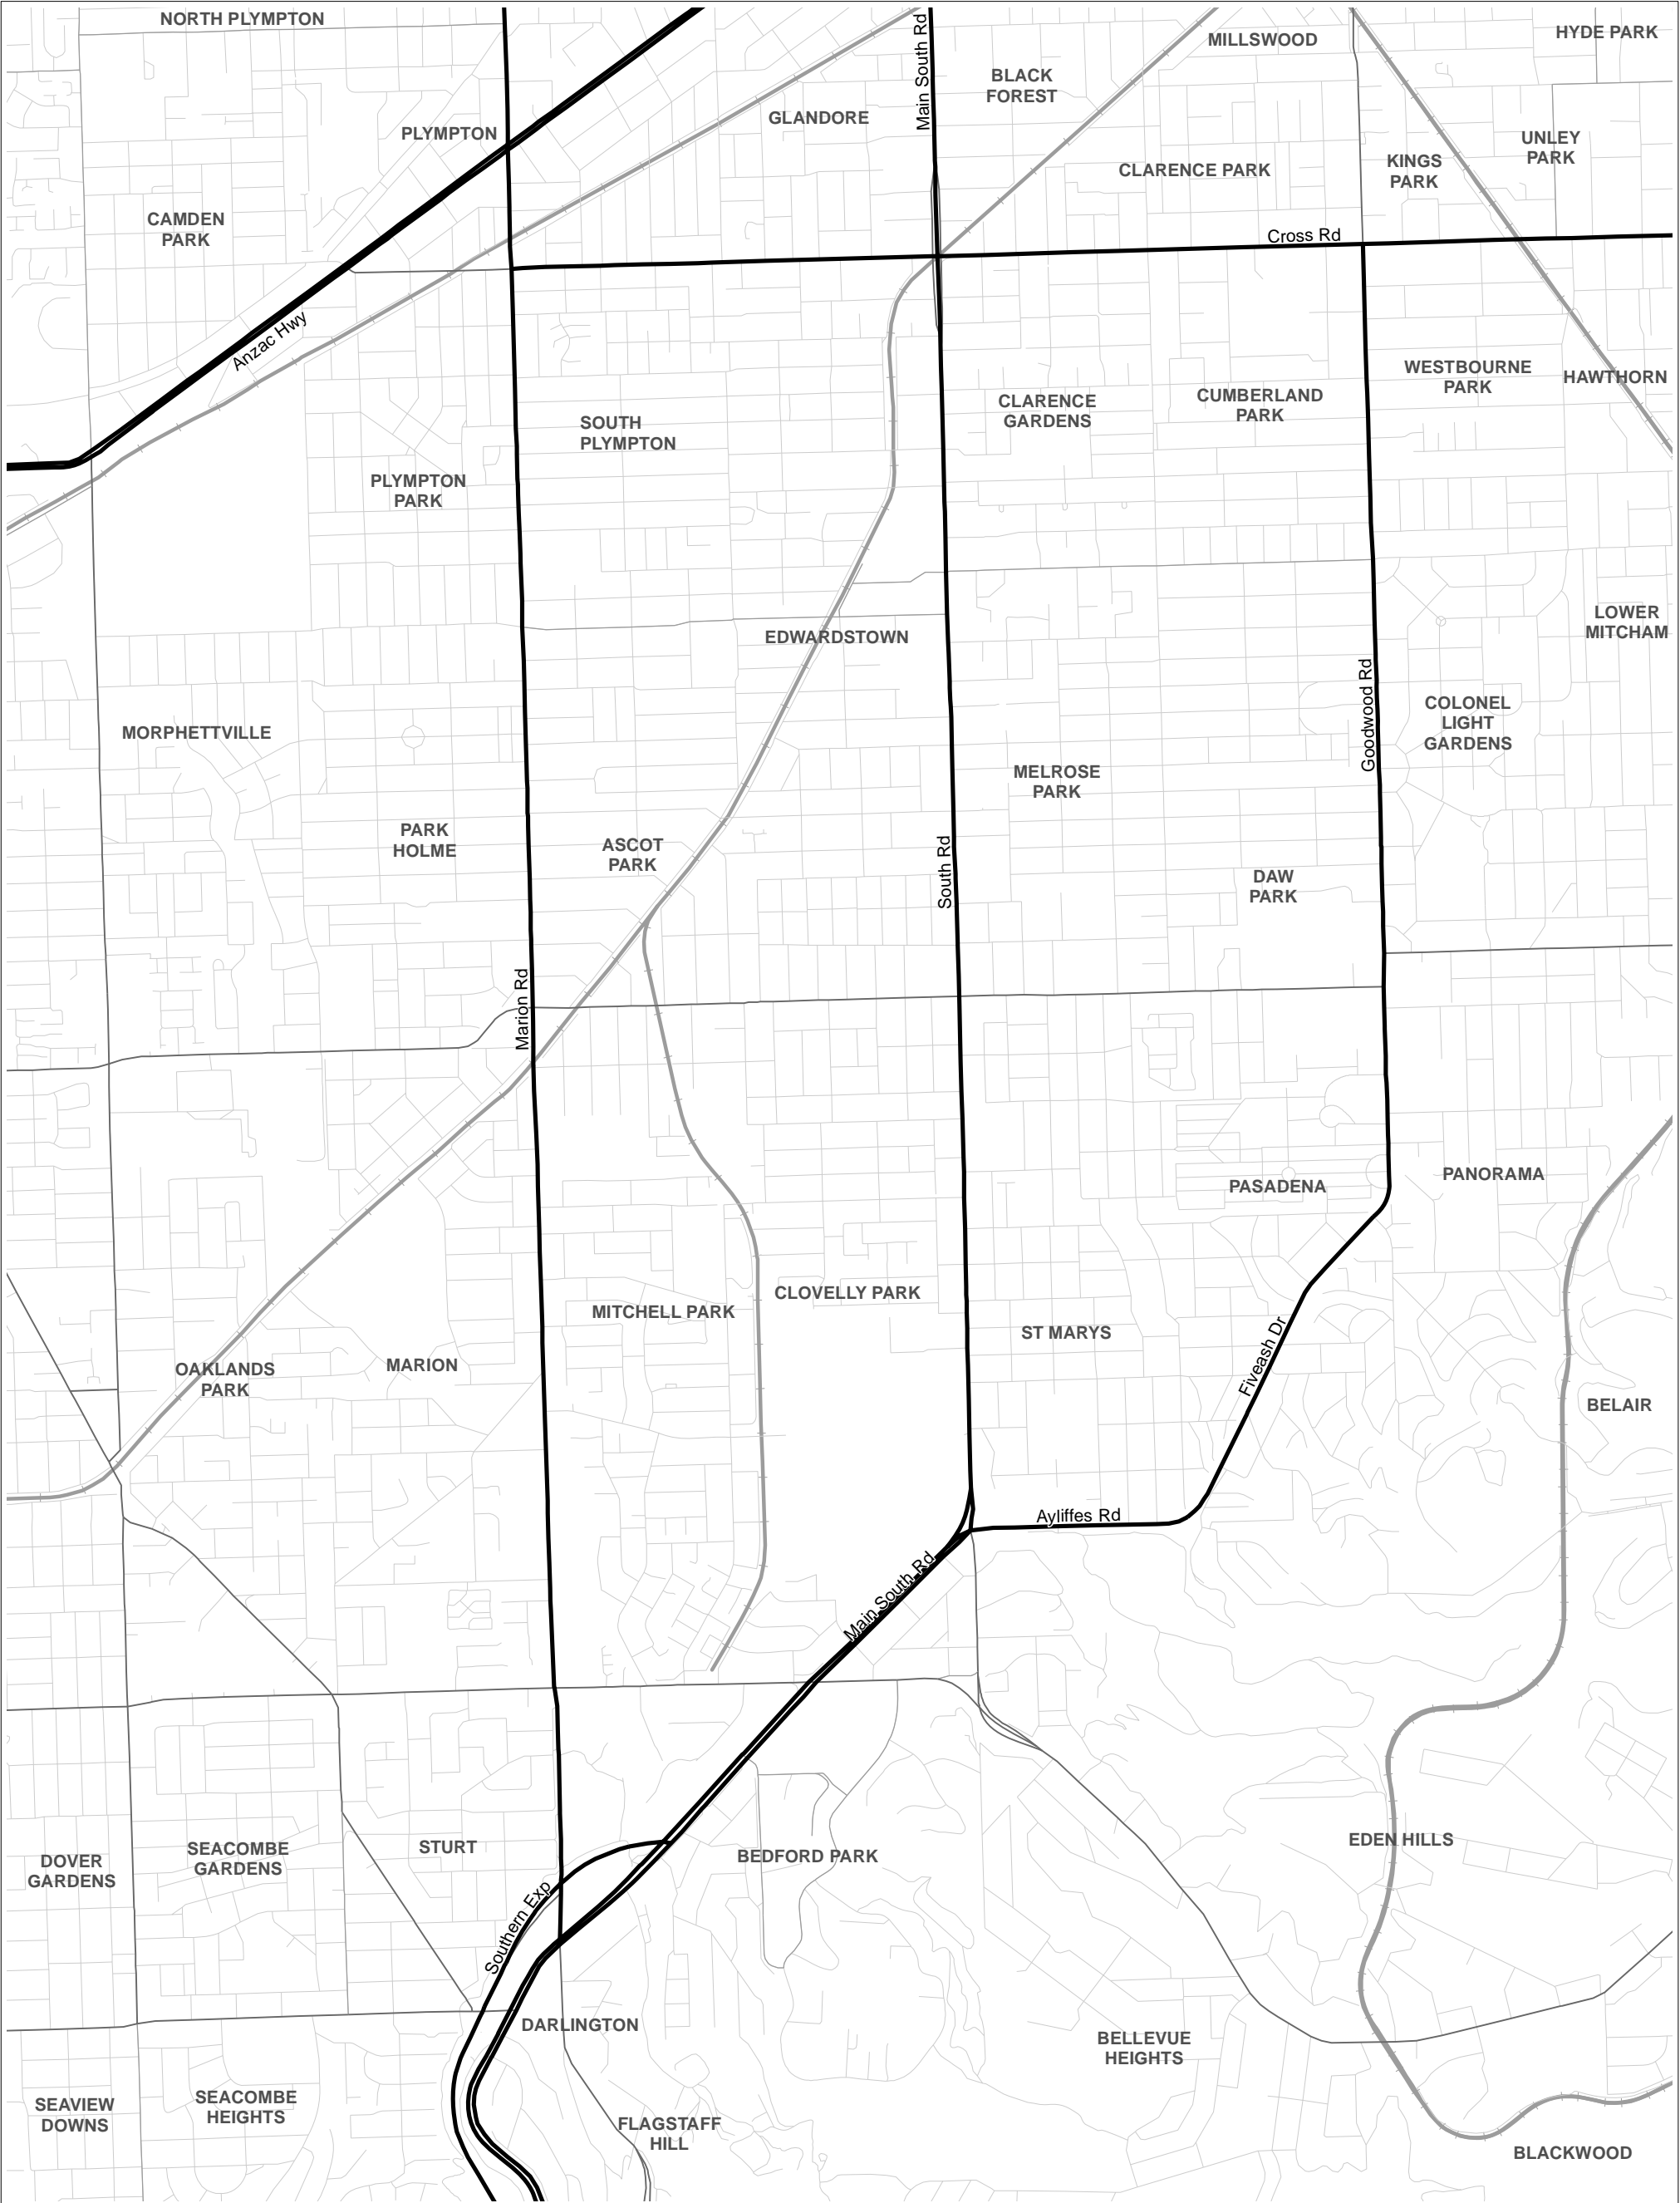 NORTH PLYMPTON
Main South Rd
MILLSWOOD
HYDE PARK
BLACK
FOREST
GLANDORE
PLYMPTON
UNLEY
PARK
CLARENCE PARK
KINGS
PARK
CAMDEN
PARK
Cross Rd
Anzac Hwy
WESTBOURNE
PARK
HAWTHORN
CLARENCE
GARDENS
CUMBERLAND
PARK
SOUTH
PLYMPTON
PLYMPTON
PARK
LOWER
MITCHAM
EDWARDSTOWN
Goodwood Rd
COLONEL
LIGHT
GARDENS
MORPHETTVILLE
MELROSE
PARK
PARK
HOLME
ASCOT
PARK
South Rd
DAW
PARK
Marion Rd
PANORAMA
PASADENA
CLOVELLY PARK
MITCHELL PARK
ST MARYS
Fiveash Dr
OAKLANDS
PARK
MARION
BELAIR
Ayliffes Rd
Main South Rd
EDEN HILLS
STURT
SEACOMBE
GARDENS
BEDFORD PARK
DOVER
GARDENS
Southern Exp
DARLINGTON
BELLEVUE
HEIGHTS
SEAVIEW
DOWNS
SEACOMBE
HEIGHTS
FLAGSTAFF
HILL
BLACKWOOD